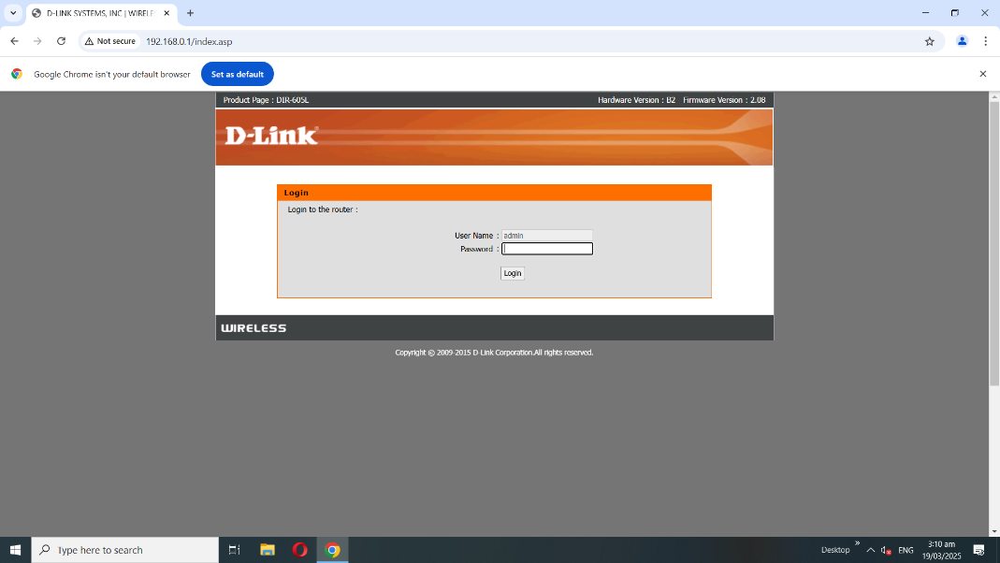 D-LINK SYSTEMS, INC | WIRELE
Not secure
192.168.0.1/index.asp
Google Chrome isn't your default browser
Set as default
Product Page : DIR-605L
Hardware Version : B2
Firmware Version : 2.08
D-Link
Login
Login to the router :
User Name :
admin
Password :
Login
WIRELESS
Copyright © 2009-2015 D-Link Corporation.All rights reserved.
Type here to search
Desktop
ENG
3:10 am
19/03/2025